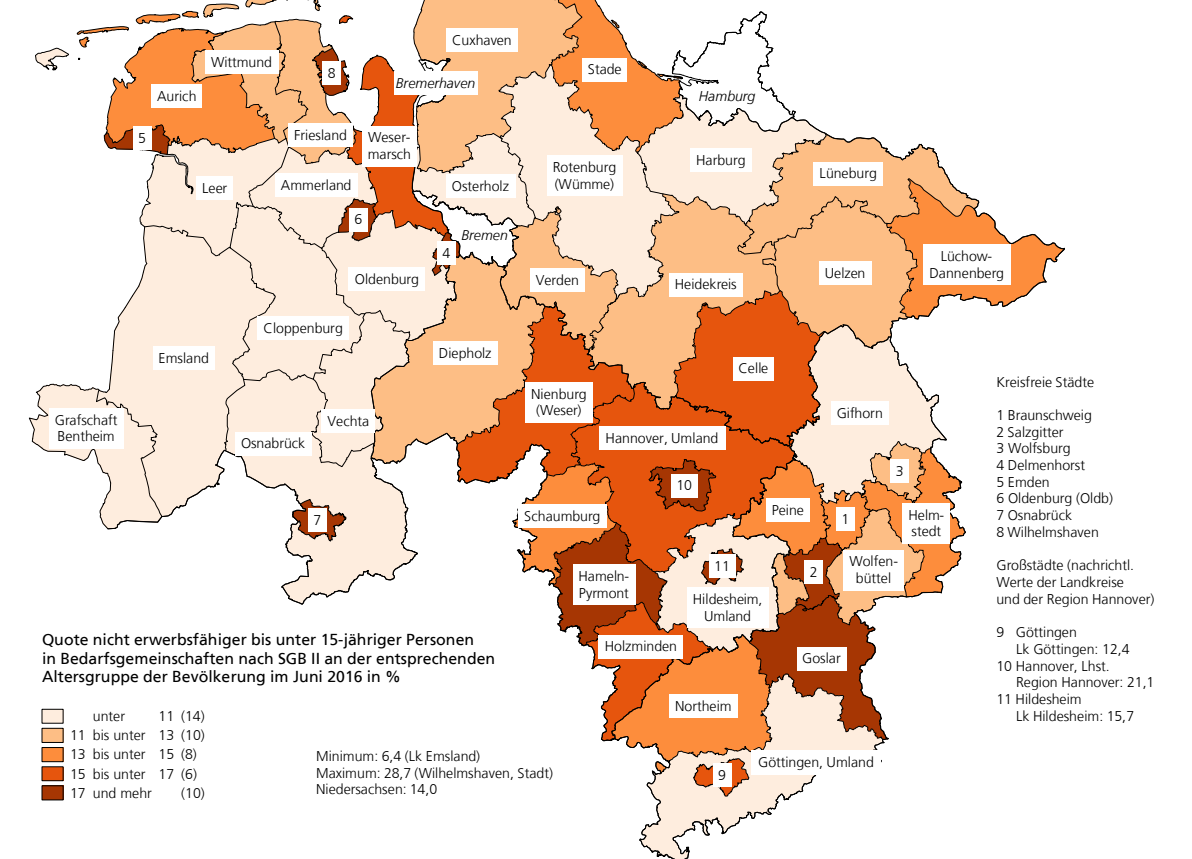 Cuxhaven
Wittmund
Stade
8
Bremerhaven
Aurich
Hamburg
5
Friesland
Weser-
marsch
Harburg
Rotenburg
(Wümme)
Lüneburg
Leer
Ammerland
Osterholz
6
Bremen
4
Lüchow-
Dannenberg
Oldenburg
Verden
Heidekreis
Uelzen
Cloppenburg
Emsland
Diepholz
Celle
Nienburg
(Weser)
Gifhorn
Grafschaft
Bentheim
Vechta
Osnabrück
Hannover, Umland
3
10
7
Schaumburg
Peine
1
Helm-
stedt
11
2
Wolfen-
büttel
Hameln-
Pyrmont
Hildesheim,
Umland
Holzminden
Goslar
Northeim
Göttingen, Umland
9
Kreisfreie Städte
1 Braunschweig
2 Salzgitter
3 Wolfsburg
4 Delmenhorst
5 Emden
6 Oldenburg (Oldb)
7 Osnabrück
8 Wilhelmshaven
Großstädte (nachrichtl.
Werte der Landkreise
und der Region Hannover)
9 Göttingen
Lk Göttingen: 12,4
10 Hannover, Lhst.
Region Hannover: 21,1
11 Hildesheim
Lk Hildesheim: 15,7
Quote nicht erwerbsfähiger bis unter 15-jähriger Personen
in Bedarfsgemeinschaften nach SGB II an der entsprechenden
Altersgruppe der Bevölkerung im Juni 2016 in %
unter 11 (14)
11 bis unter 13 (10)
13 bis unter 15 (8)
15 bis unter 17 (6)
17 und mehr (10)
Minimum: 6,4 (Lk Emsland)
Maximum: 28,7 (Wilhelmshaven, Stadt)
Niedersachsen: 14,0